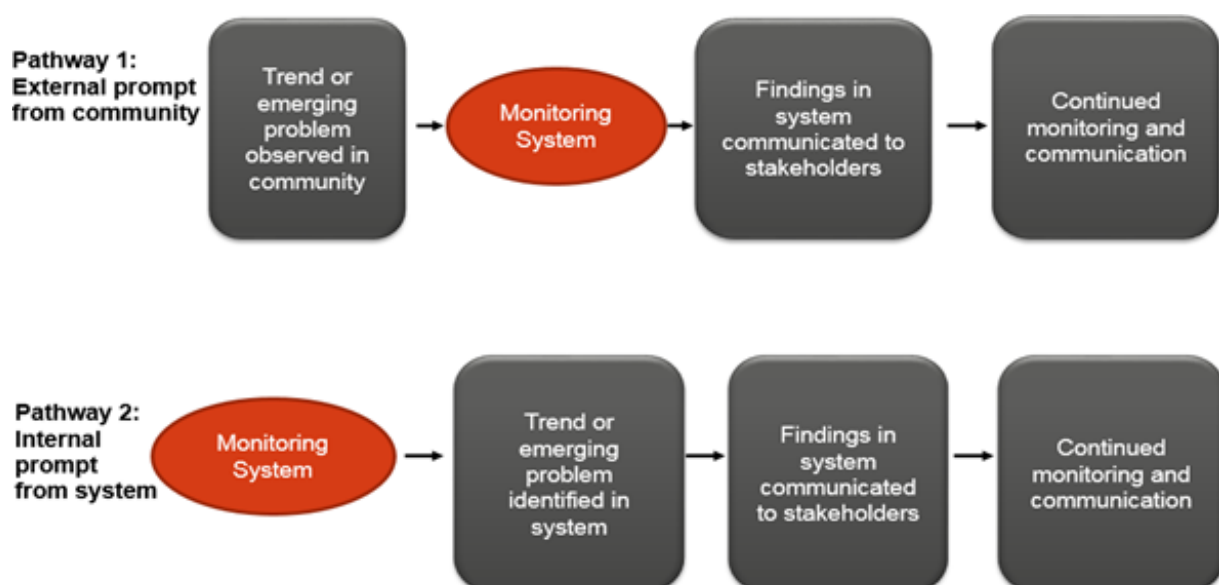 Pathway 1:
External prompt
from community
Trend or
emerging
problem
observed in
community
Monitoring
System
Findings in
system
communicated to
stakeholders
Continued
monitoring and
communication
Pathway 2:
Internal
prompt
from system
Monitoring
System
Trend or
emerging
problem
identified in
system
Findings in
system
communicated
to stakeholders
Continued
monitoring and
communication